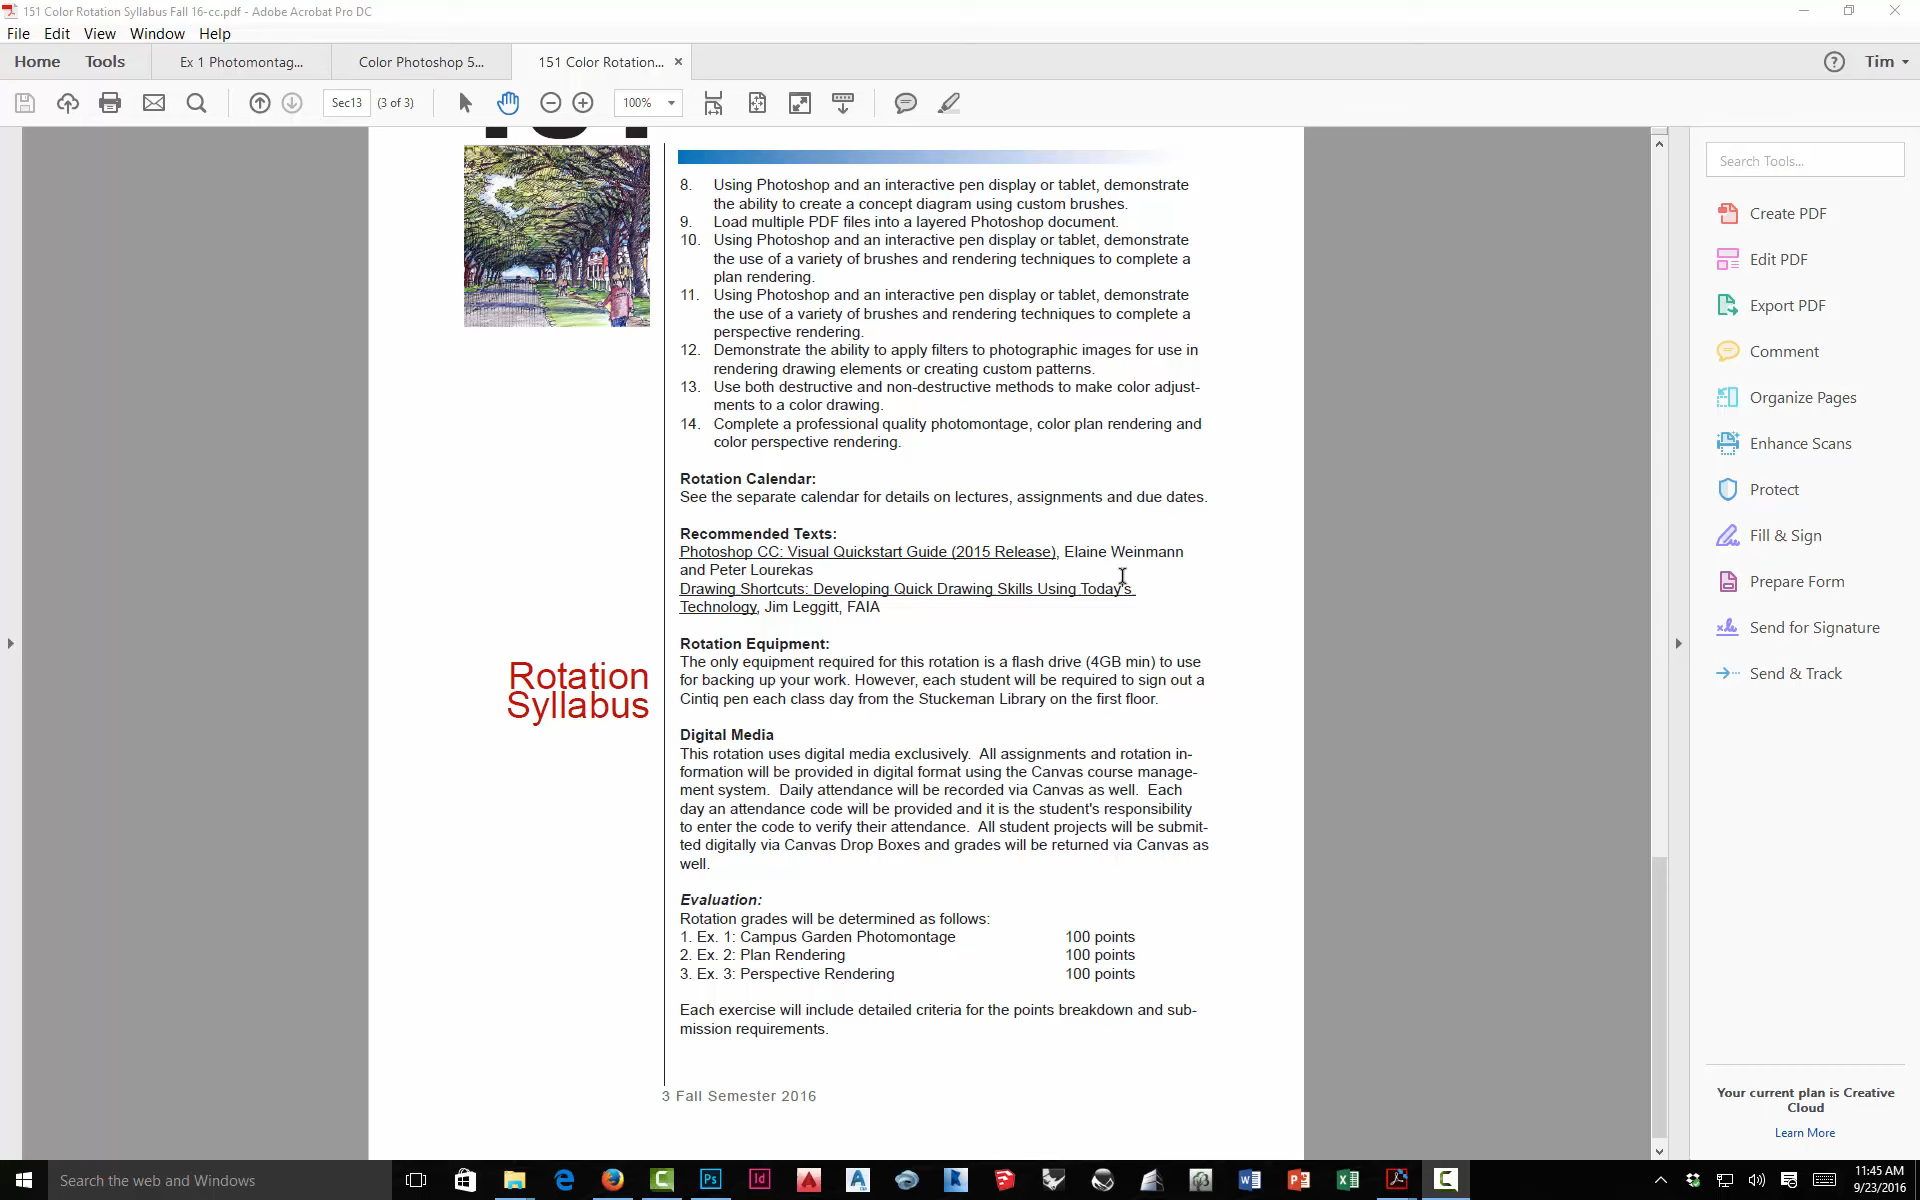 151 Color Rotation Syllabus Fall 16-cc.pdf - Adobe Acrobat Pro DC
File Edit View Window Help
Home Tools Ex 1 Photomontag... Color Photoshop 5... 151 Color Rotation... × ? Tim
Sec13 (3 of 3) 100%
8. Using Photoshop and an interactive pen display or tablet, demonstrate
the ability to create a concept diagram using custom brushes.
9. Load multiple PDF files into a layered Photoshop document.
10. Using Photoshop and an interactive pen display or tablet, demonstrate
the use of a variety of brushes and rendering techniques to complete a
plan rendering.
11. Using Photoshop and an interactive pen display or tablet, demonstrate
the use of a variety of brushes and rendering techniques to complete a
perspective rendering.
12. Demonstrate the ability to apply filters to photographic images for use in
rendering drawing elements or creating custom patterns.
13. Use both destructive and non-destructive methods to make color adjust-
ments to a color drawing.
14. Complete a professional quality photomontage, color plan rendering and
color perspective rendering.
Rotation Calendar:
See the separate calendar for details on lectures, assignments and due dates.
Recommended Texts:
Photoshop CC: Visual Quickstart Guide (2015 Release), Elaine Weinmann
and Peter Lourekas
Drawing Shortcuts: Developing Quick Drawing Skills Using Today's
Technology, Jim Leggitt, FAIA
Rotation Equipment:
The only equipment required for this rotation is a flash drive (4GB min) to use
for backing up your work. However, each student will be required to sign out a
Cintiq pen each class day from the Stuckeman Library on the first floor.
Rotation
Syllabus
Digital Media
This rotation uses digital media exclusively. All assignments and rotation in-
formation will be provided in digital format using the Canvas course manage-
ment system. Daily attendance will be recorded via Canvas as well. Each
day an attendance code will be provided and it is the student's responsibility
to enter the code to verify their attendance. All student projects will be submit-
ted digitally via Canvas Drop Boxes and grades will be returned via Canvas as
well.
Evaluation:
Rotation grades will be determined as follows:
1. Ex. 1: Campus Garden Photomontage 100 points
2. Ex. 2: Plan Rendering 100 points
3. Ex. 3: Perspective Rendering 100 points
Each exercise will include detailed criteria for the points breakdown and sub-
mission requirements.
3 Fall Semester 2016
Search Tools...
Create PDF
Edit PDF
Export PDF
Comment
Organize Pages
Enhance Scans
Protect
Fill & Sign
Prepare Form
Send for Signature
Send & Track
Your current plan is Creative
Cloud
Learn More
Search the web and Windows
11:45 AM
9/23/2016